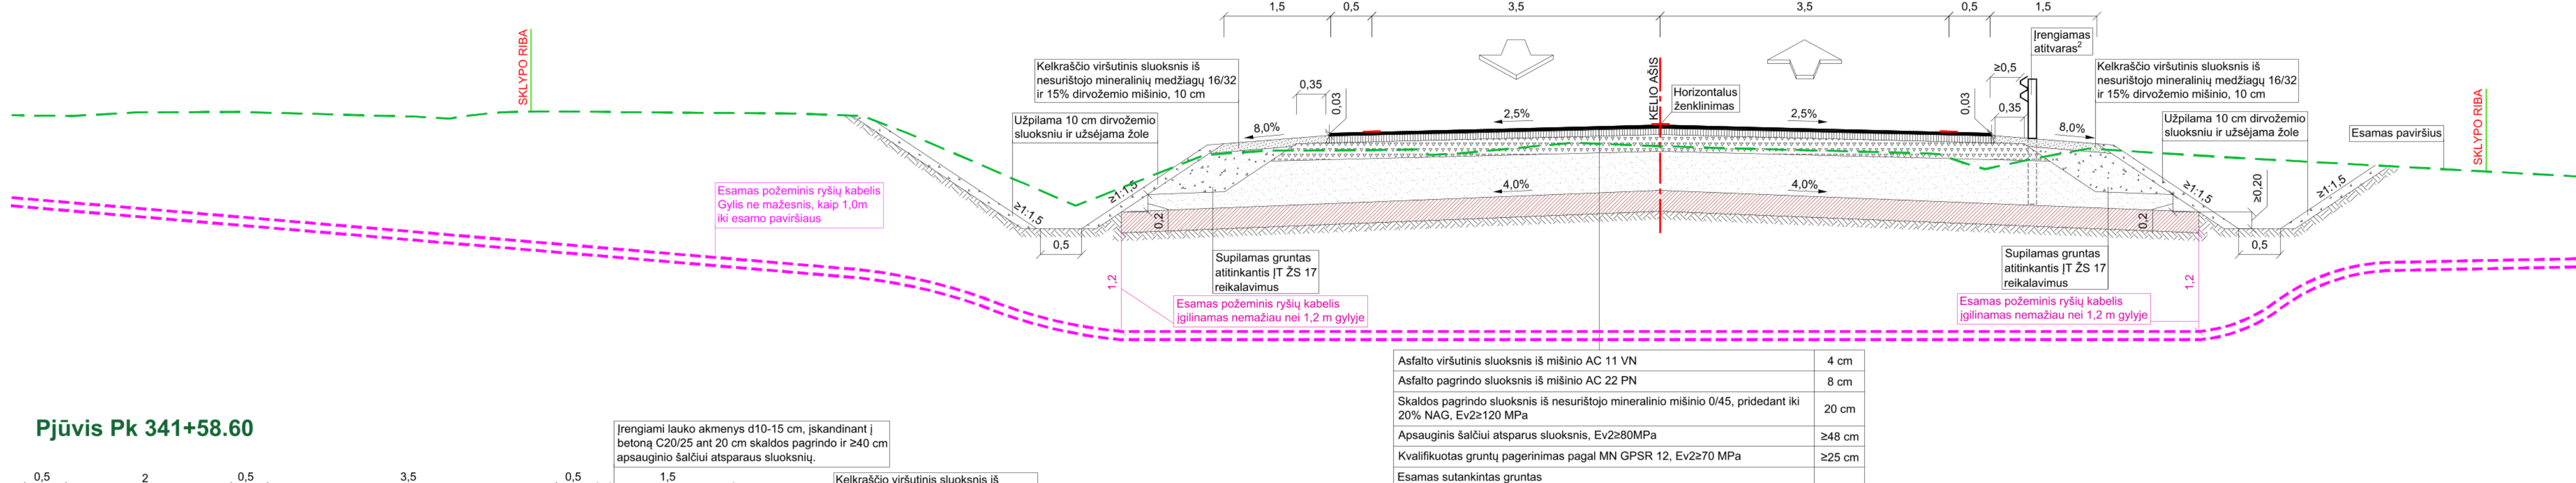 1,5
0,5
3,5
3,5
0,5
1,5
SKLYPO RIBA
Kelkraščio viršutinis sluoksnis iš
nesurištojo mineralinių medžiagų 16/32
ir 15% dirvožemio mišinio, 10 cm
0,35
0,03
KELIO AŠIS
Horizontalus
ženklinimas
Įrengiamas
atitvaras²
≥0,5
0,03
0,35
Kelkraščio viršutinis sluoksnis iš
nesurištojo mineralinių medžiagų 16/32
ir 15% dirvožemio mišinio, 10 cm
SKLYPO RIBA
Užpilama 10 cm dirvožemio
sluoksniu ir užsėjama žole
8,0%
2,5%
2,5%
8,0%
Užpilama 10 cm dirvožemio
sluoksniu ir užsėjama žole
Esamas paviršius
Esamas požeminis ryšių kabelis
Gylis ne mažesnis, kaip 1,0m
iki esamo paviršiaus
≥1:1,5
≥1:1,5
4,0%
4,0%
≥1:1,5
≥0,20
≥1:1,5
0,5
0,2
0,2
0,5
Supilamas gruntas
atitinkantis ĮT ŽS 17
reikalavimus
Supilamas gruntas
atitinkantis ĮT ŽS 17
reikalavimus
1,2
1,2
Esamas požeminis ryšių kabelis
įgilinamas nemažiau nei 1,2 m gylyje
Esamas požeminis ryšių kabelis
įgilinamas nemažiau nei 1,2 m gylyje
Asfalto viršutinis sluoksnis iš mišinio AC 11 VN 4 cm
Asfalto pagrindo sluoksnis iš mišinio AC 22 PN 8 cm
Skaldos pagrindo sluoksnis iš nesurištojo mineralinio mišinio 0/45, pridedant iki
20% NAG, Ev2≥120 MPa 20 cm
Apsauginis šalčiui atsparus sluoksnis, Ev2≥80MPa ≥48 cm
Kvalifikuotas gruntų pagerinimas pagal MN GPSR 12, Ev2≥70 MPa ≥25 cm
Esamas sutankintas gruntas
Pjūvis Pk 341+58.60
Įrengiami lauko akmenys d10-15 cm, įskandinant į
betoną C20/25 ant 20 cm skaldos pagrindo ir ≥40 cm
apsauginio šalčiui atsparaus sluoksnių.
0,5
2
0,5
3,5
0,5
1,5
Kelkraščio viršutinis sluoksnis iš